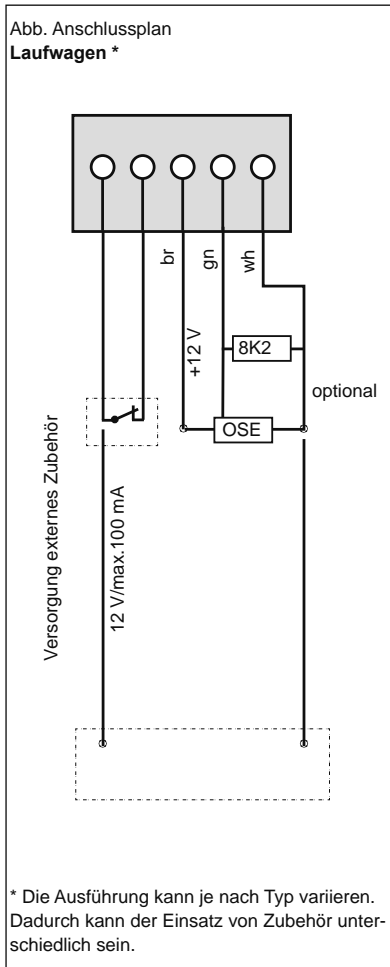 Abb. Anschlussplan
Laufwagen *
br
gn
wh
+12 V
8K2
optional
OSE
Versorgung externes Zubehör
12 V/max.100 mA
* Die Ausführung kann je nach Typ variieren.
Dadurch kann der Einsatz von Zubehör unter-
schiedlich sein.